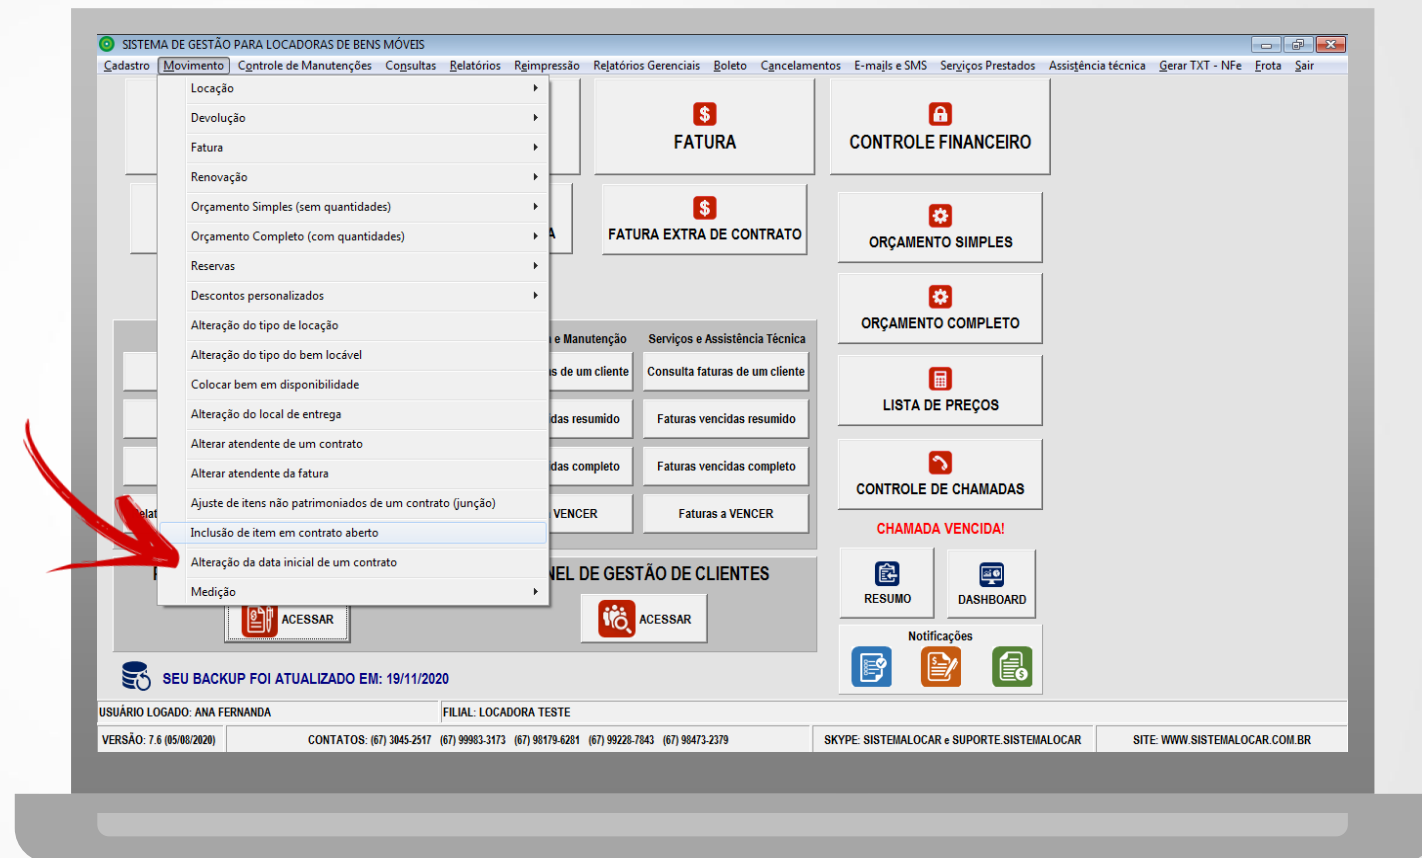 SISTEMA DE GESTÃO PARA LOCADORAS DE BENS MÓVEIS
Cadastro Movimento Controle de Manutenções Consultas Relatórios Reimpressão Relatórios Gerenciais Boleto Cancelamentos E-mails e SMS Serviços Prestados Assistência técnica Gerar TXT - NFe Frota Sair
Locação
Devolução
Fatura
Renovação
Orçamento Simples (sem quantidades)
Orçamento Completo (com quantidades)
Reservas
Descontos personalizados
Alteração do tipo de locação
Alteração do tipo do bem locável
Colocar bem em disponibilidade
Alteração do local de entrega
Alterar atendente de um contrato
Alterar atendente da fatura
Ajuste de itens não patrimoniados de um contrato (junção)
Inclusão de item em contrato aberto
Alteração da data inicial de um contrato
Medição
FATURA
CONTROLE FINANCEIRO
FATURA EXTRA DE CONTRATO
ORÇAMENTO SIMPLES
ORÇAMENTO COMPLETO
e Manutenção Serviços e Assistência Técnica
s de um cliente Consulta faturas de um cliente
das resumido Faturas vencidas resumido
das completo Faturas vencidas completo
VENCER Faturas a VENCER
LISTA DE PREÇOS
CONTROLE DE CHAMADAS
CHAMADA VENCIDA!
RESUMO DASHBOARD
NEL DE GESTÃO DE CLIENTES
ACESSAR ACESSAR
Notificações
SEU BACKUP FOI ATUALIZADO EM: 19/11/2020
USUÁRIO LOGADO: ANA FERNANDA FILIAL: LOCADORA TESTE
VERSÃO: 7.6 (05/08/2020) CONTATOS: (67) 3045-2517 (67) 99983-3173 (67) 98179-6281 (67) 99228-7843 (67) 98473-2379 SKYPE: SISTEMALOCAR e SUPORTE.SISTEMALOCAR SITE: WWW.SISTEMALOCAR.COM.BR